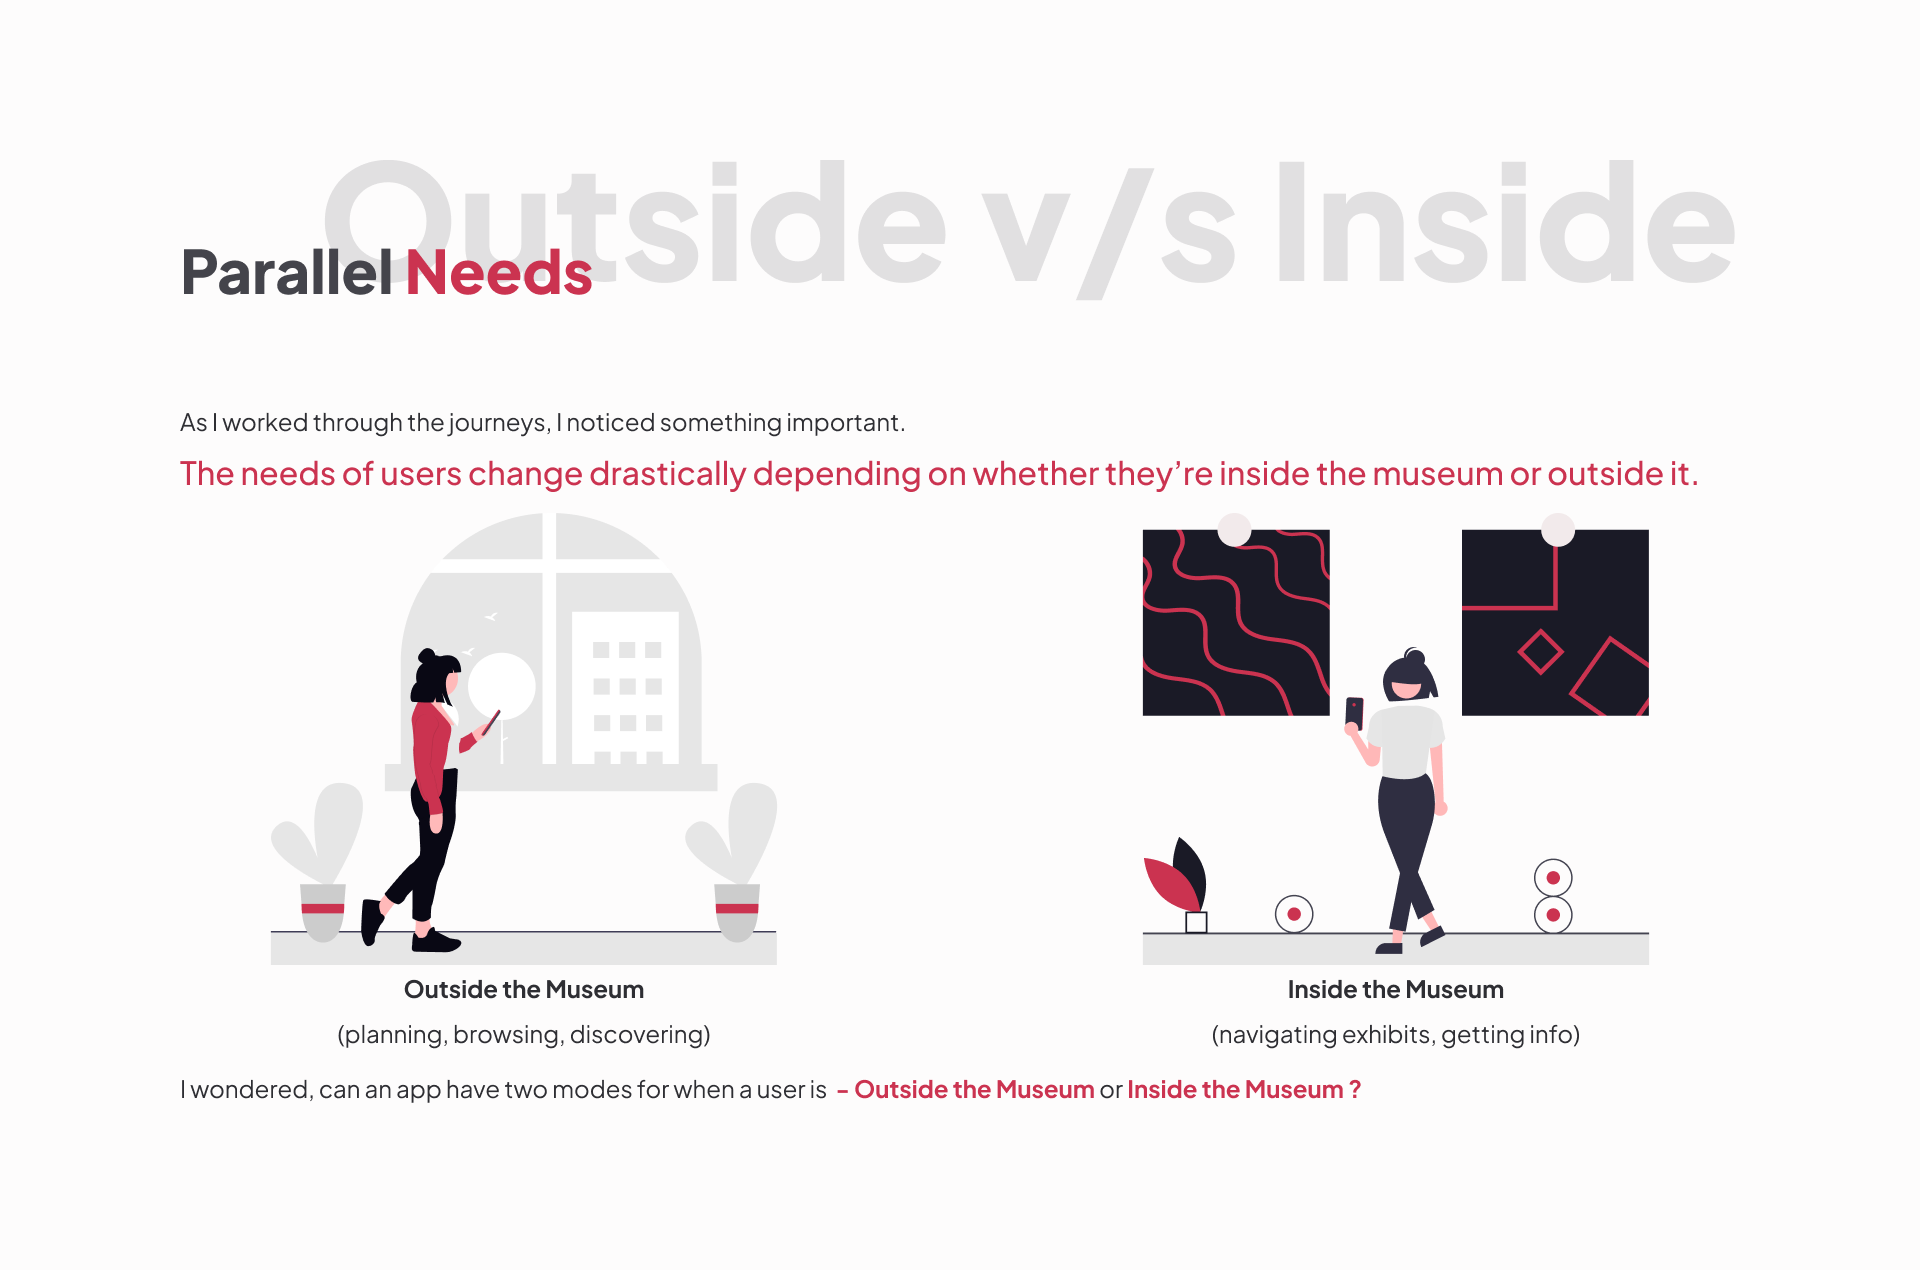 Outside v/s Inside
Parallel Needs
As I worked through the journeys, I noticed something important.
The needs of users change drastically depending on whether they’re inside the museum or outside it.
Outside the Museum
(planning, browsing, discovering)
Inside the Museum
(navigating exhibits, getting info)
I wondered, can an app have two modes for when a user is – Outside the Museum or Inside the Museum ?